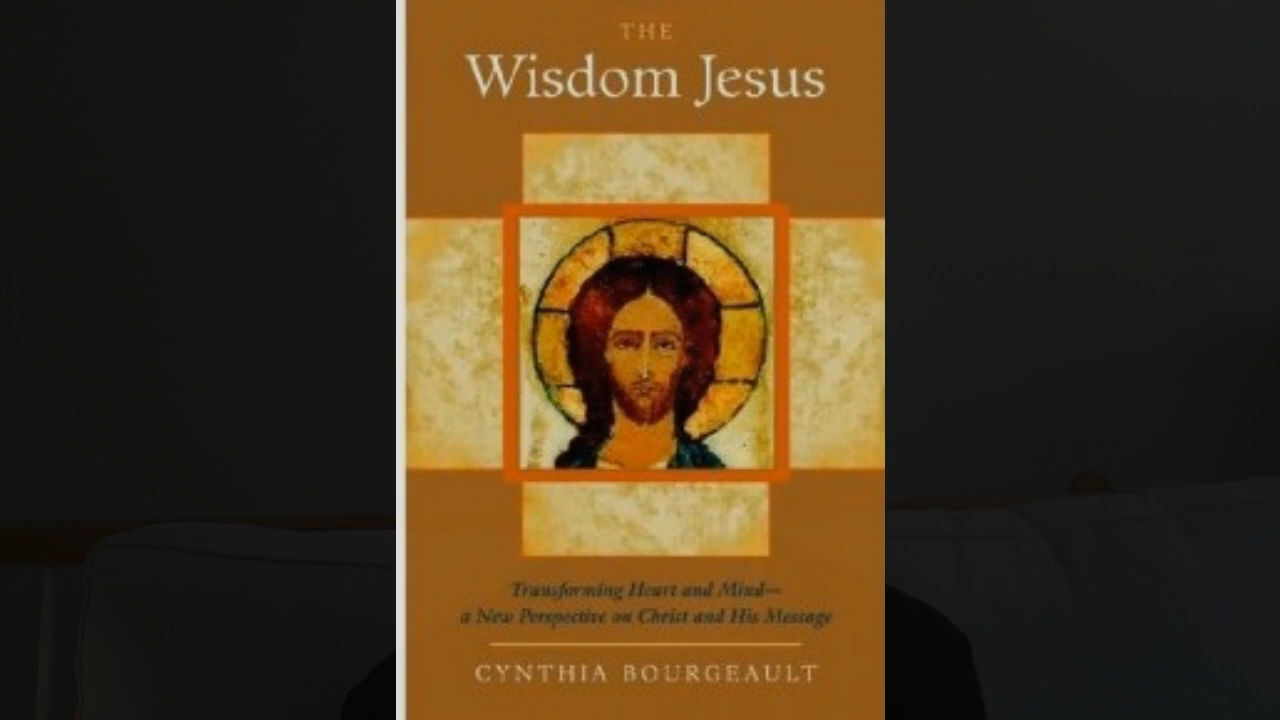 THE
Wisdom Jesus
Transforming Heart and Mind—
a New Perspective on Christ and His Message
CYNTHIA BOURGEAULT